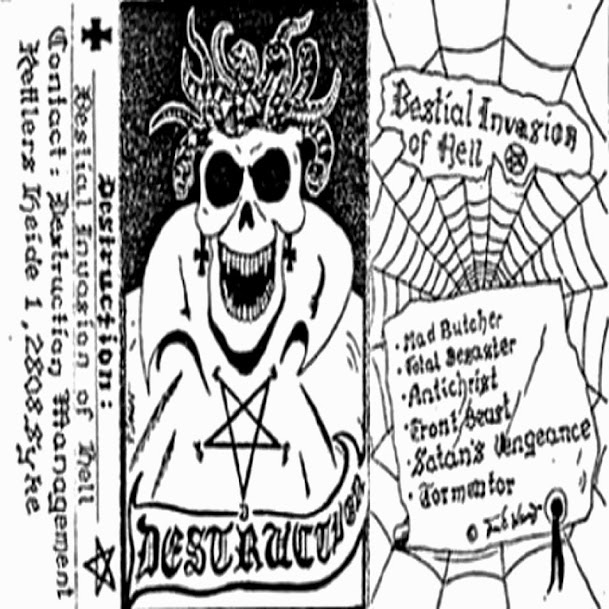 Contact: Destruction Management
Kettlers Heide 1, 2808.Syke
Destruction:
Bestial invasion of Hell
DESTRUCTION
Bestial Invasion
of Hell
• Mad Butcher
• Total Desaster
• Antichrist
• Front beast
• Satan's Vengeance
• Tormentor
©